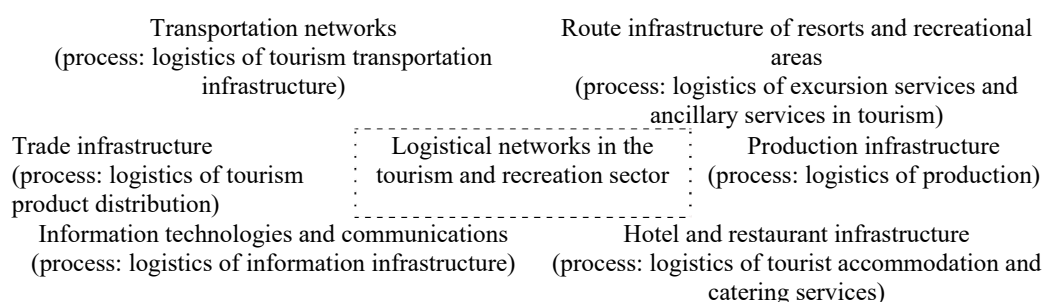 Transportation networks
(process: logistics of tourism transportation
infrastructure)
Route infrastructure of resorts and recreational
areas
(process: logistics of excursion services and
ancillary services in tourism)
Trade infrastructure
(process: logistics of tourism
product distribution)
Logistical networks in the
tourism and recreation sector
Production infrastructure
(process: logistics of production)
Information technologies and communications
(process: logistics of information infrastructure)
Hotel and restaurant infrastructure
(process: logistics of tourist accommodation and
catering services)